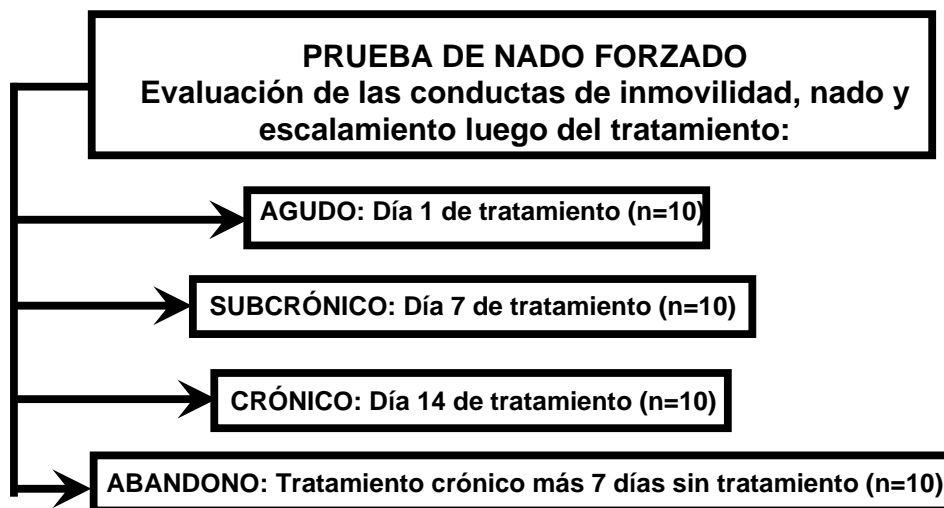 PRUEBA DE NADO FORZADO
Evaluación de las conductas de inmovilidad, nado y
escalamiento luego del tratamiento:
AGUDO: Día 1 de tratamiento (n=10)
SUBCRÓNICO: Día 7 de tratamiento (n=10)
CRÓNICO: Día 14 de tratamiento (n=10)
ABANDONO: Tratamiento crónico más 7 días sin tratamiento (n=10)